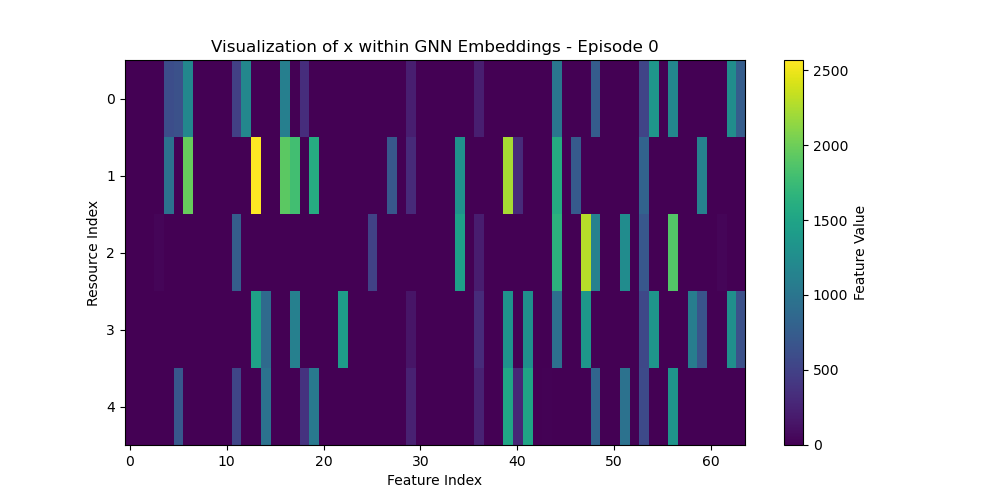 Visualization of x within GNN Embeddings - Episode 0
Resource Index
0
1
2
3
4
0 10 20 30 40 50 60
Feature Index
2500
2000
1500
1000
500
0
Feature Value